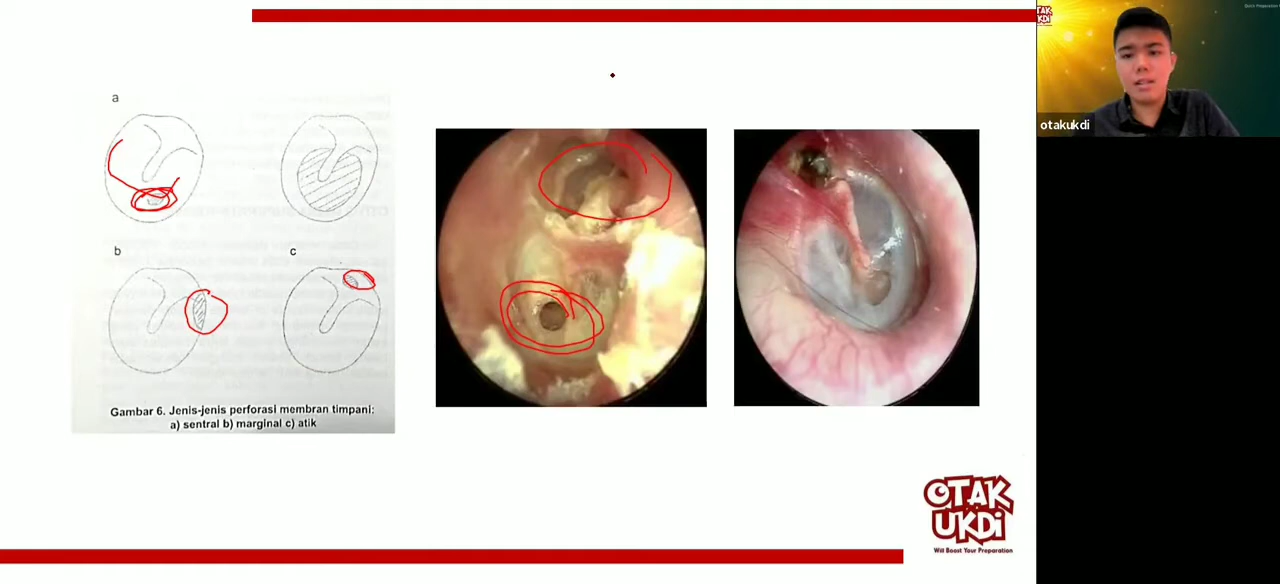 a
b
c
Gambar 6. Jenis-jenis perforasi membran timpani:
a) sentral b) marginal c) atik
otakukdi
OTAK
UKDi
Will Boost Your Preparation